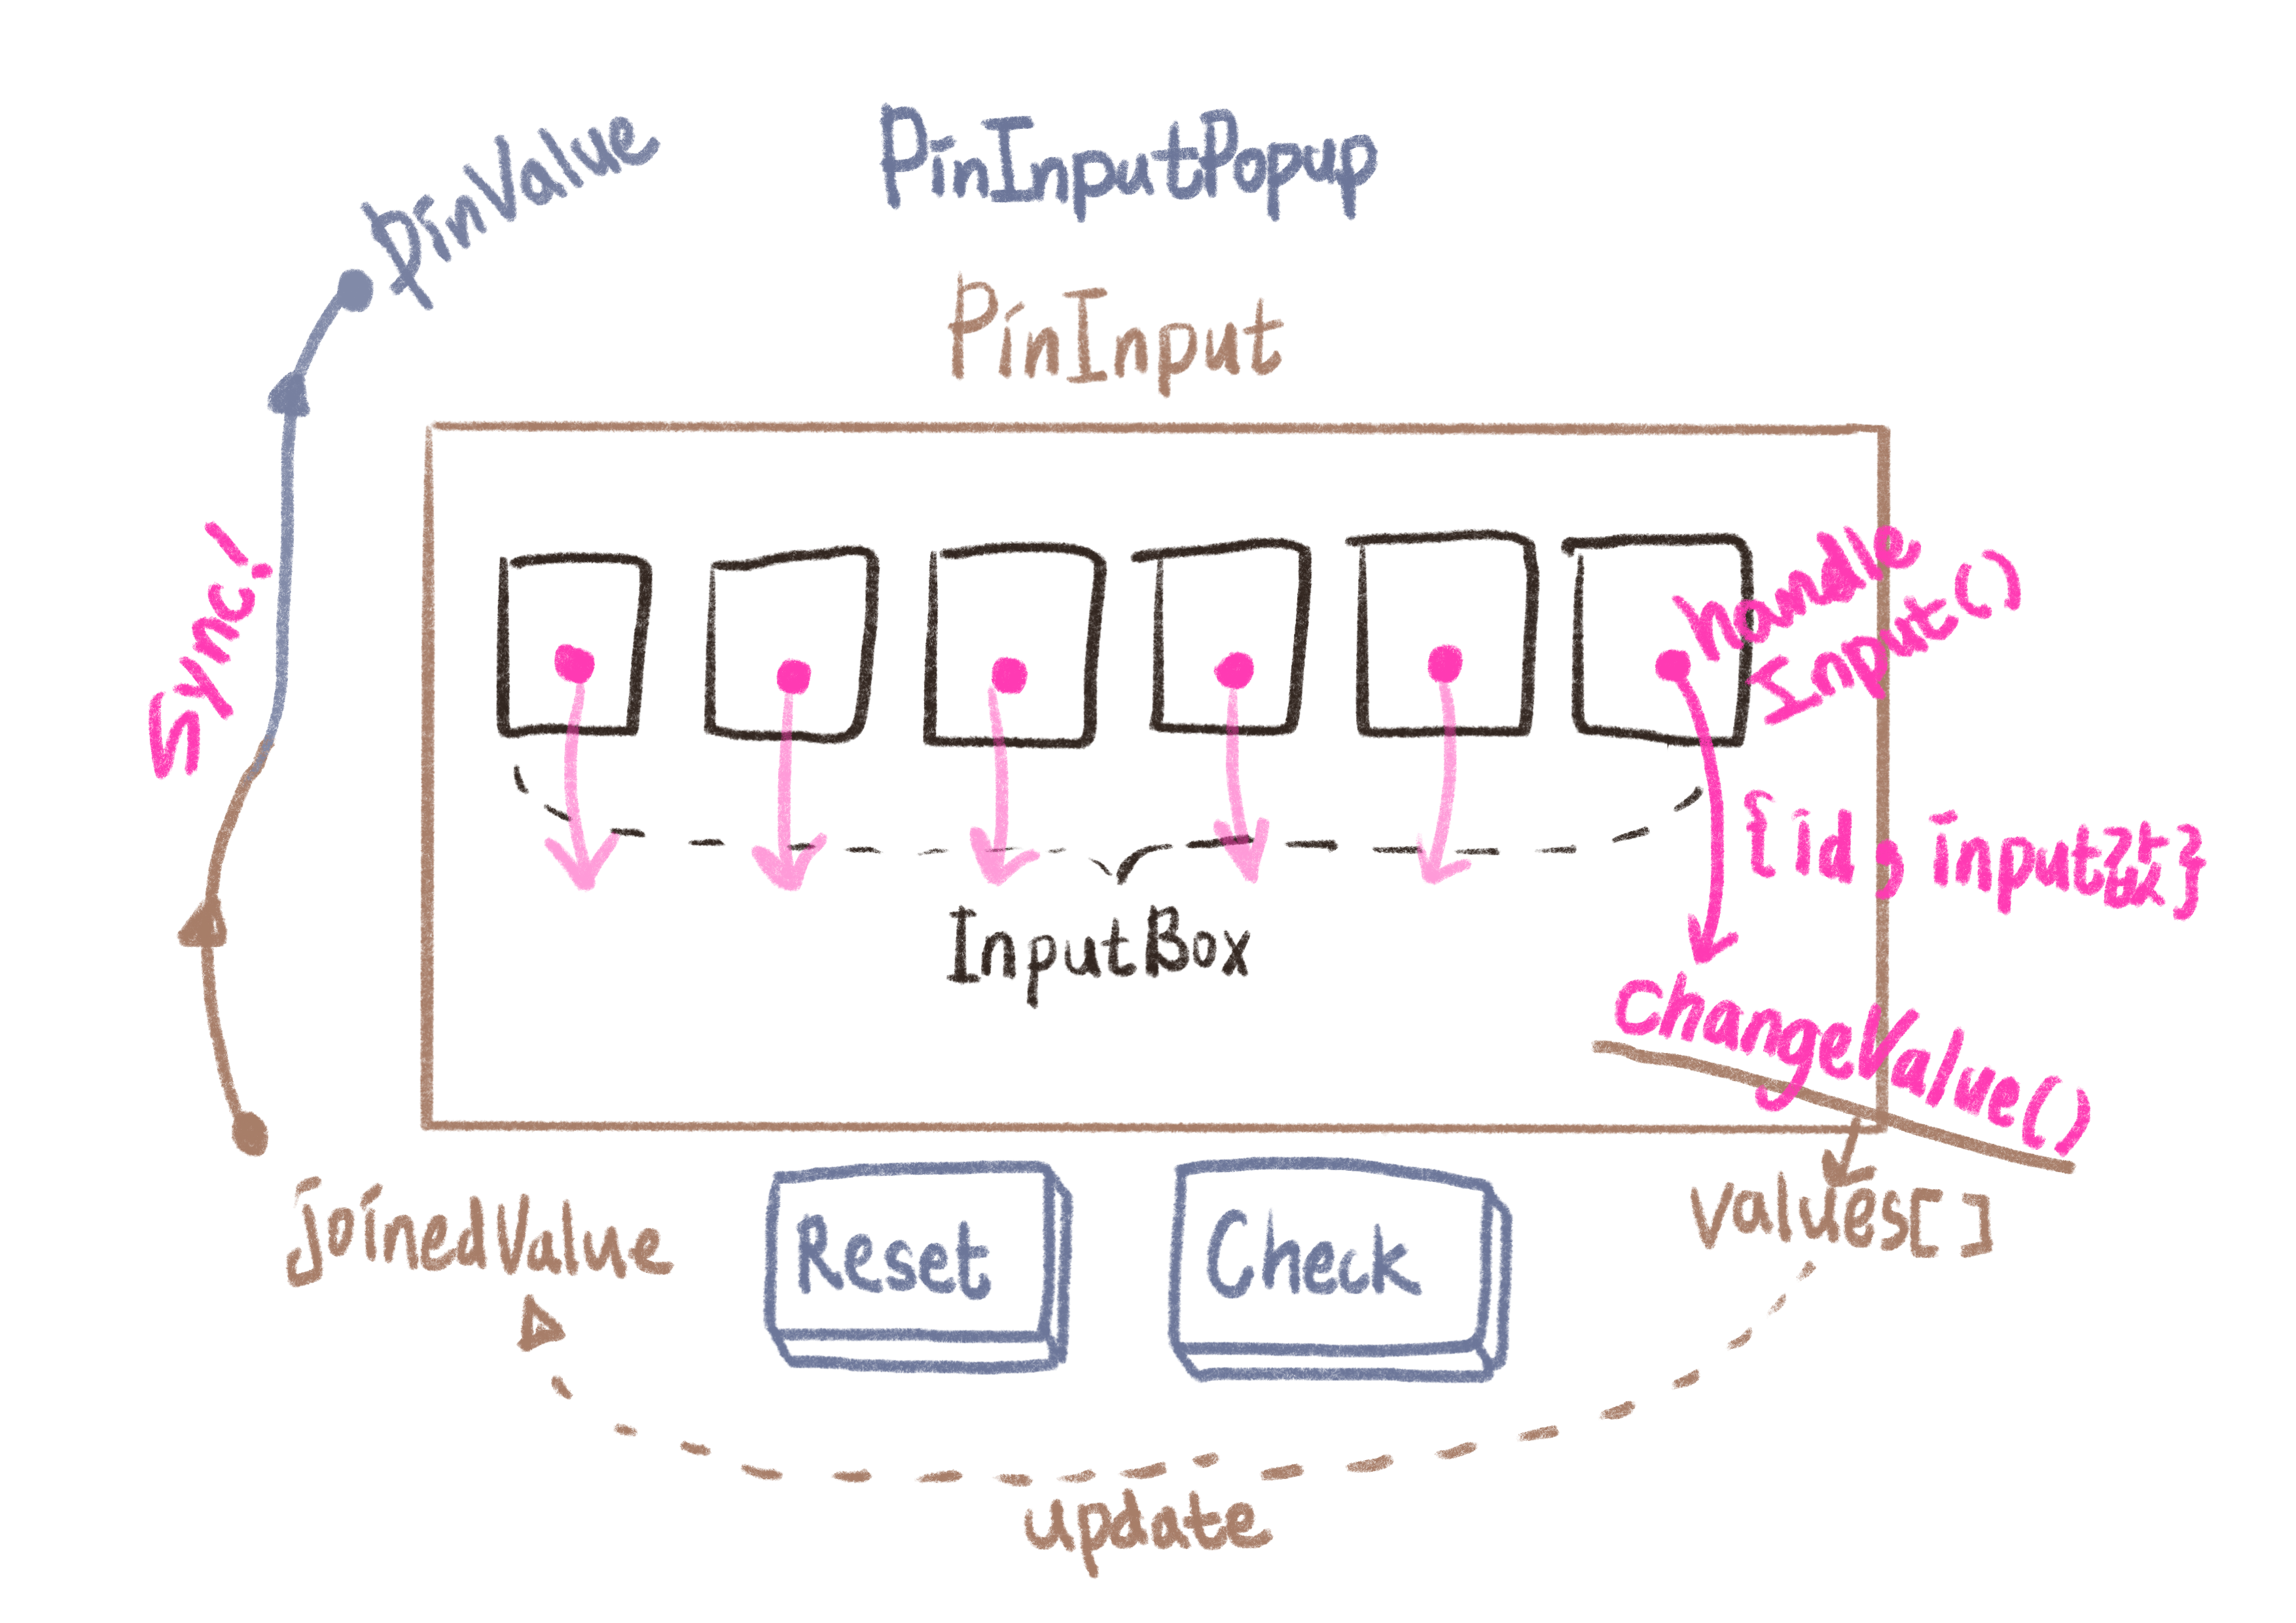 PinInputPopup
pinValue
PinInput
Sync!
handle
Input()
{id, input값}
InputBox
changeValue()
joinedValue
Reset
Check
values[]
update